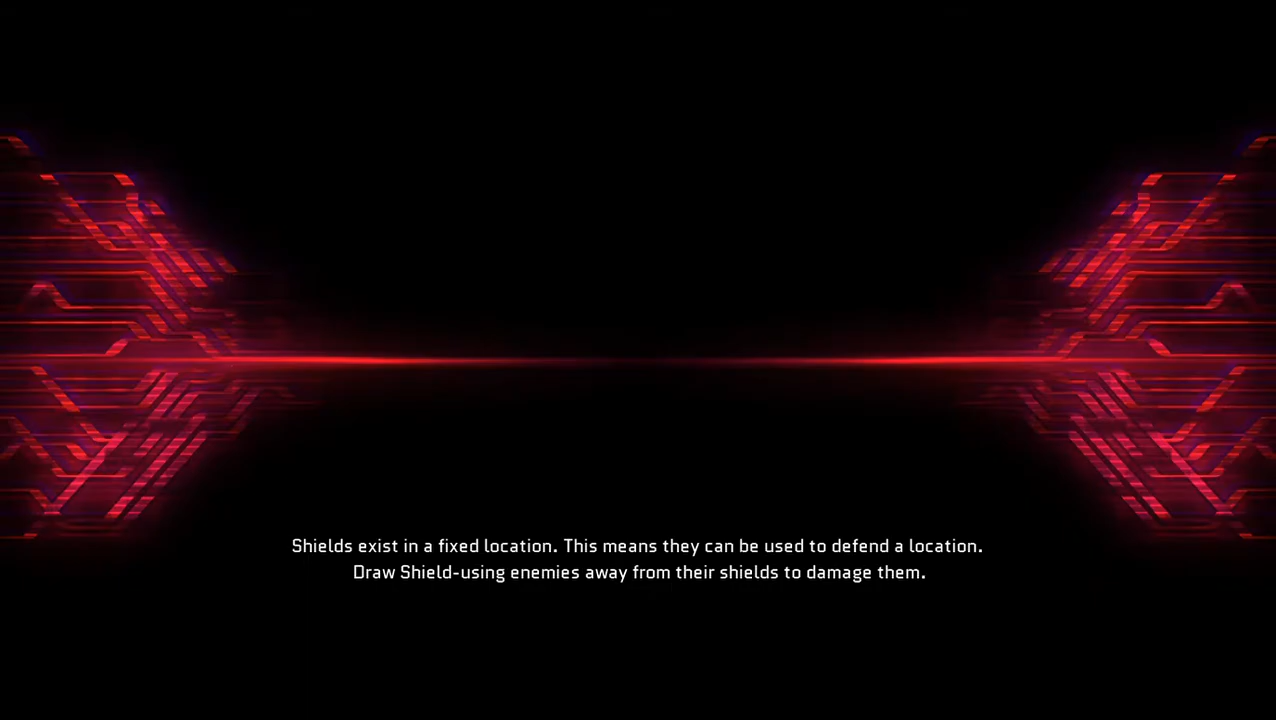 Shields exist in a fixed location. This means they can be used to defend a location.
Draw Shield-using enemies away from their shields to damage them.